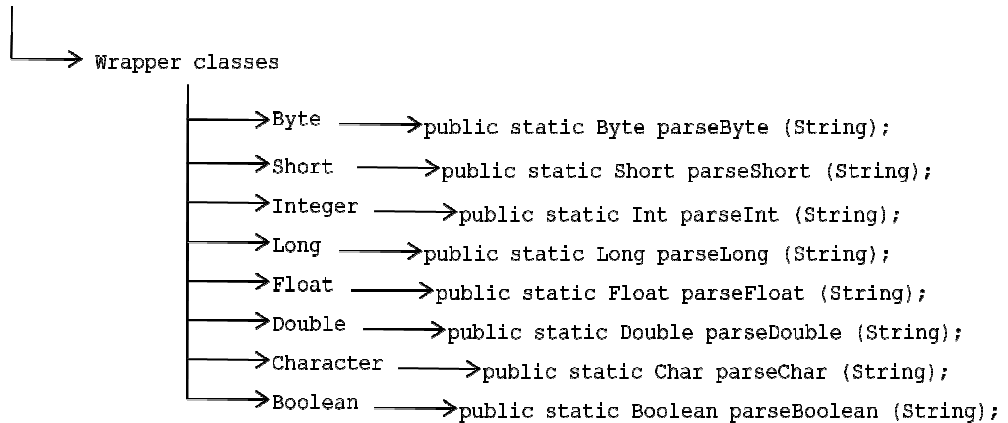 Wrapper classes
Byte public static Byte parseByte (String);
Short public static Short parseShort (String);
Integer public static Int parseInt (String);
Long public static Long parseLong (String);
Float public static Float parseFloat (String);
Double public static Double parseDouble (String);
Character public static Char parseChar (String);
Boolean public static Boolean parseBoolean (String);